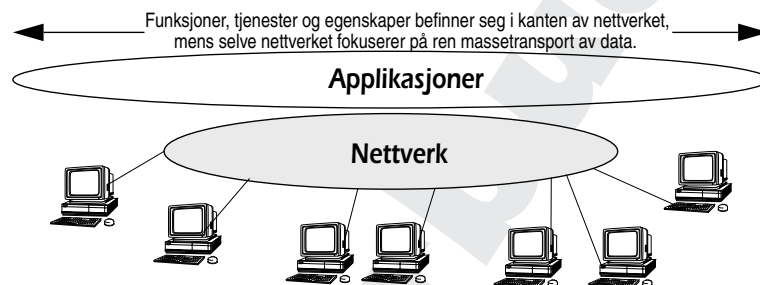 Funksjoner, tjenester og egenskaper befinner seg i kanten av nettverket,
mens selve nettverket fokuserer på ren massetransport av data.
Applikasjoner
Nettverk